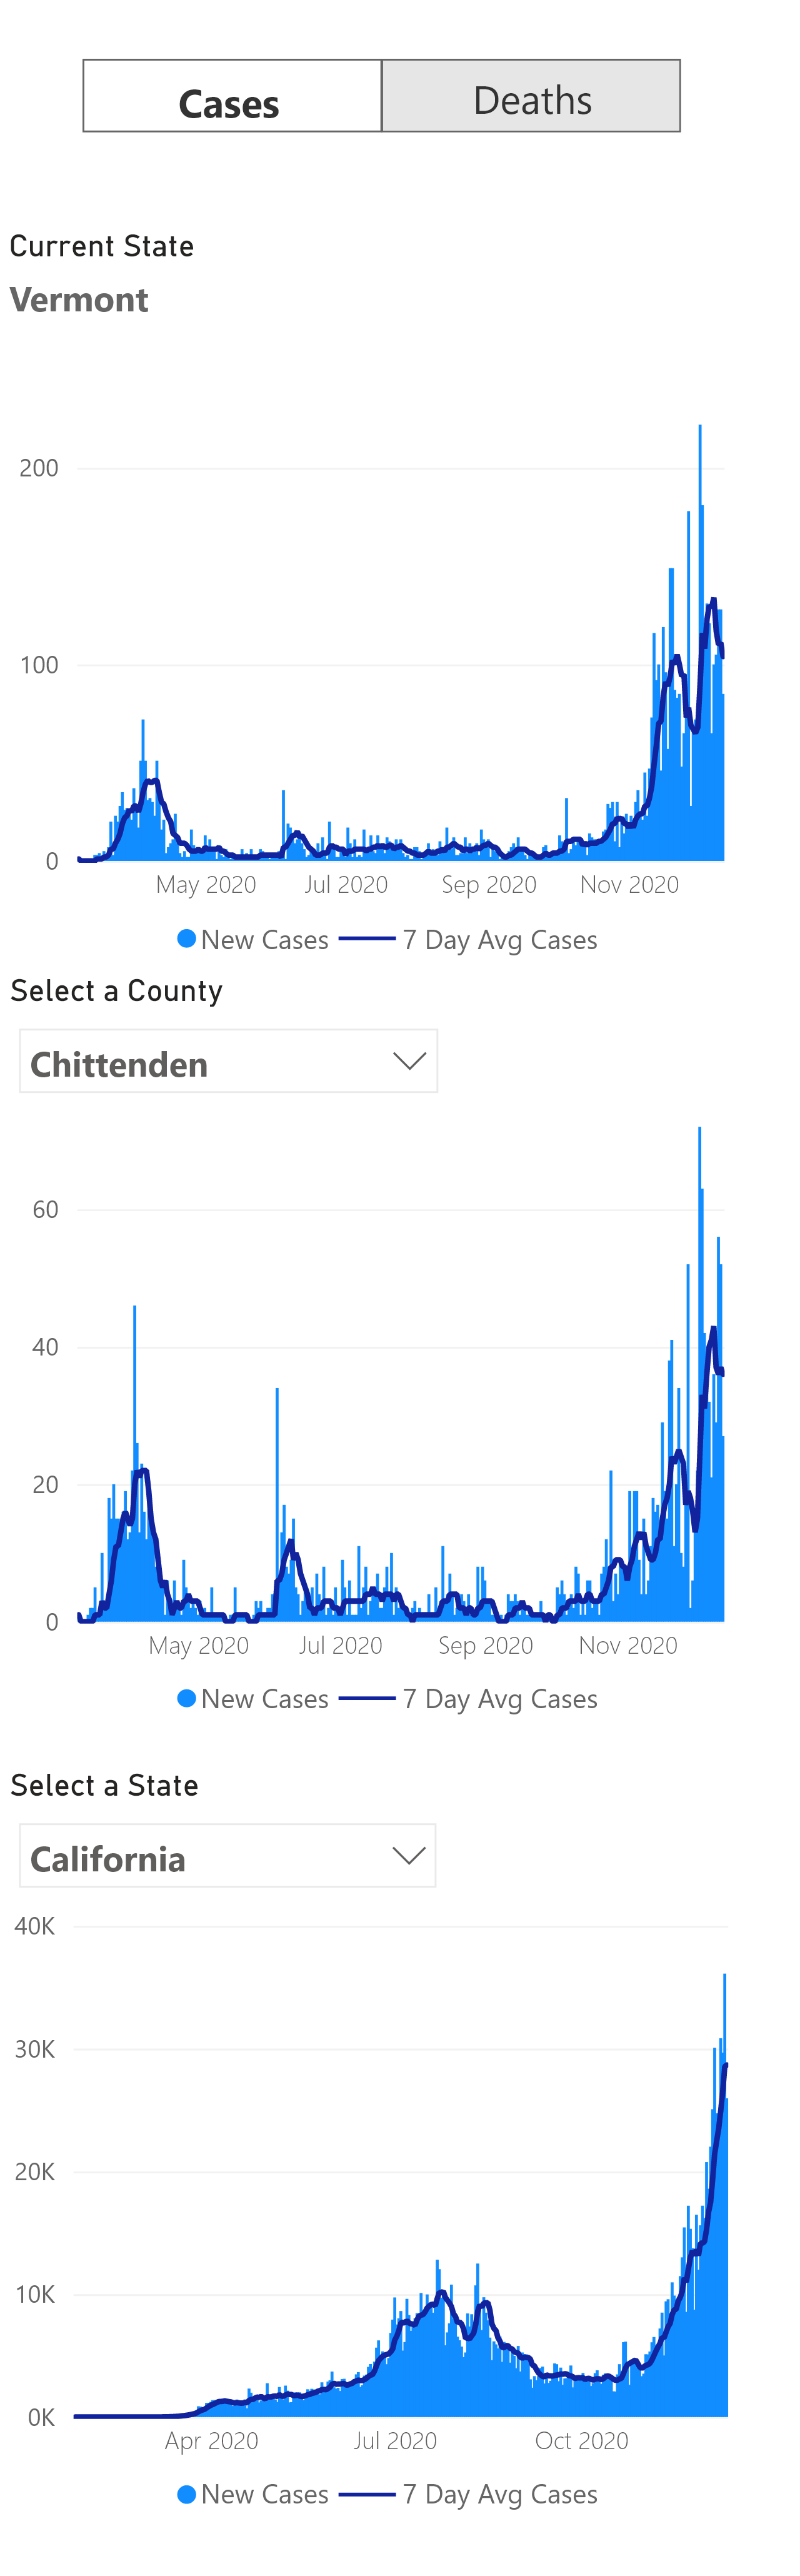 Cases Deaths
Current State
Vermont
200
100
0
May 2020 Jul 2020 Sep 2020 Nov 2020
New Cases 7 Day Avg Cases
Select a County
Chittenden
60
40
20
0
May 2020 Jul 2020 Sep 2020 Nov 2020
New Cases 7 Day Avg Cases
Select a State
California
40K
30K
20K
10K
0K
Apr 2020 Jul 2020 Oct 2020
New Cases 7 Day Avg Cases